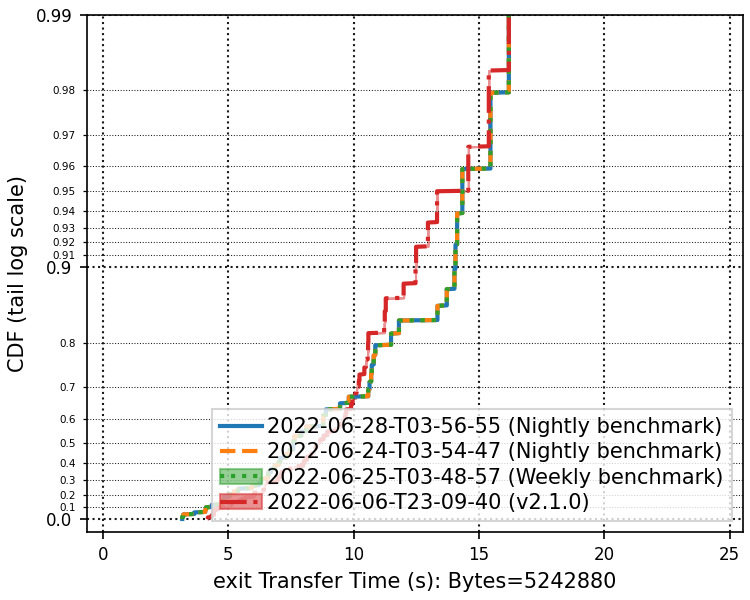 0.99
0.98
0.97
0.96
0.95
0.94
0.93
0.92
0.91
0.9
0.8
0.7
0.6
0.5
0.4
0.3
0.2
0.1
0.0
CDF (tail log scale)
2022-06-28-T03-56-55 (Nightly benchmark)
2022-06-24-T03-54-47 (Nightly benchmark)
2022-06-25-T03-48-57 (Weekly benchmark)
2022-06-06-T23-09-40 (v2.1.0)
0 5 10 15 20 25
exit Transfer Time (s): Bytes=5242880